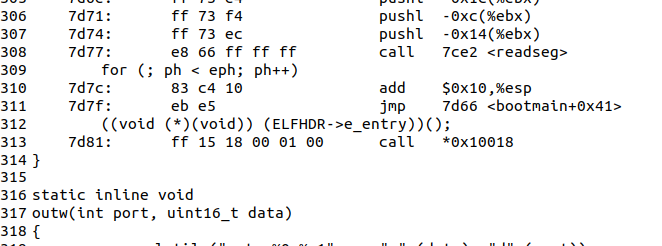 306 7d71: ff 73 f4 pushl -0xc(%ebx)
307 7d74: ff 73 ec pushl -0x14(%ebx)
308 7d77: e8 66 ff ff ff call 7ce2 <readseg>
309 for (; ph < eph; ph++)
310 7d7c: 83 c4 10 add $0x10,%esp
311 7d7f: eb e5 jmp 7d66 <bootmain+0x41>
312 ((void (*)(void)) (ELFHDR->e_entry))();
313 7d81: ff 15 18 00 01 00 call *0x10018
314 }
315
316 static inline void
317 outw(int port, uint16_t data)
318 {